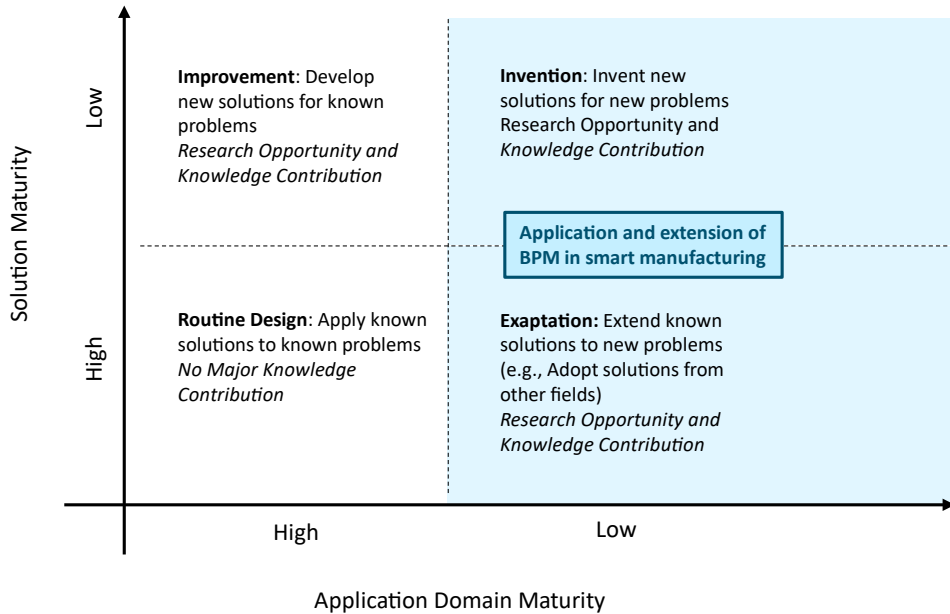 Solution Maturity
Low
High
Improvement: Develop
new solutions for known
problems
Research Opportunity and
Knowledge Contribution
Invention: Invent new
solutions for new problems
Research Opportunity and
Knowledge Contribution
Application and extension of
BPM in smart manufacturing
Routine Design: Apply known
solutions to known problems
No Major Knowledge
Contribution
Exaptation: Extend known
solutions to new problems
(e.g., Adopt solutions from
other fields)
Research Opportunity and
Knowledge Contribution
High
Low
Application Domain Maturity